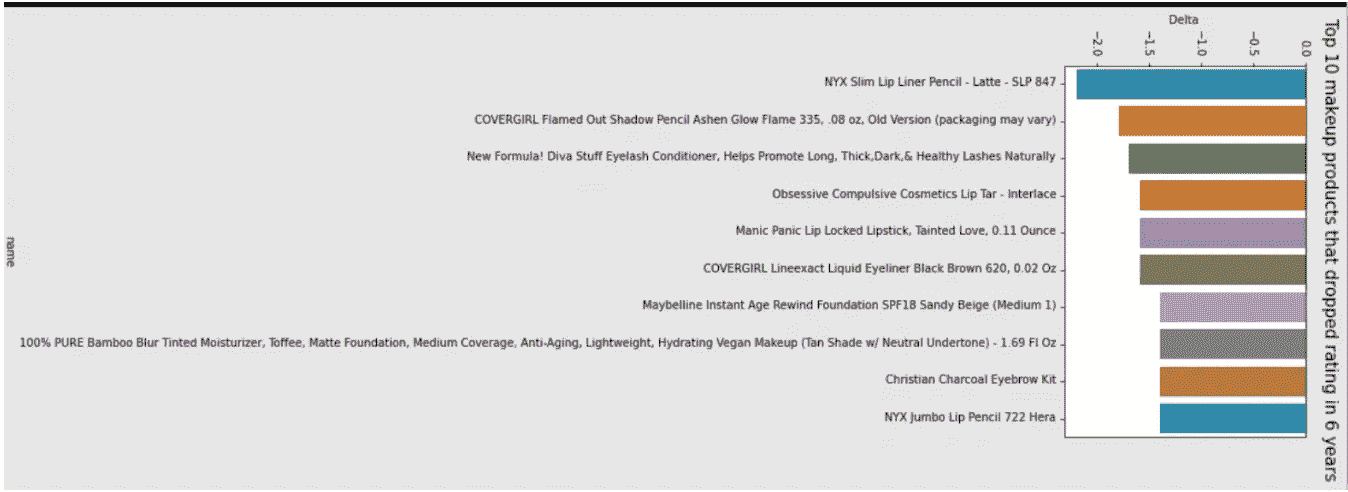 Top 10 makeup products that dropped rating in 6 years
Delta
−2.0
−1.5
−1.0
−0.5
0.0
NYX Slim Lip Liner Pencil - Latte - SLP 847
COVERGIRL Flamed Out Shadow Pencil Ashen Glow Flame 335, .08 oz, Old Version (packaging may vary)
New Formula! Diva Stuff Eyelash Conditioner, Helps Promote Long, Thick,Dark,& Healthy Lashes Naturally
Obsessive Compulsive Cosmetics Lip Tar - Interlace
Manic Panic Lip Locked Lipstick, Tainted Love, 0.11 Ounce
COVERGIRL Lineexact Liquid Eyeliner Black Brown 620, 0.02 Oz
Maybelline Instant Age Rewind Foundation SPF18 Sandy Beige (Medium 1)
100% PURE Bamboo Blur Tinted Moisturizer, Toffee, Matte Foundation, Medium Coverage, Anti-Aging, Lightweight, Hydrating Vegan Makeup (Tan Shade w/ Neutral Undertone) - 1.69 Fl Oz
Christian Charcoal Eyebrow Kit
NYX Jumbo Lip Pencil 722 Hera
name